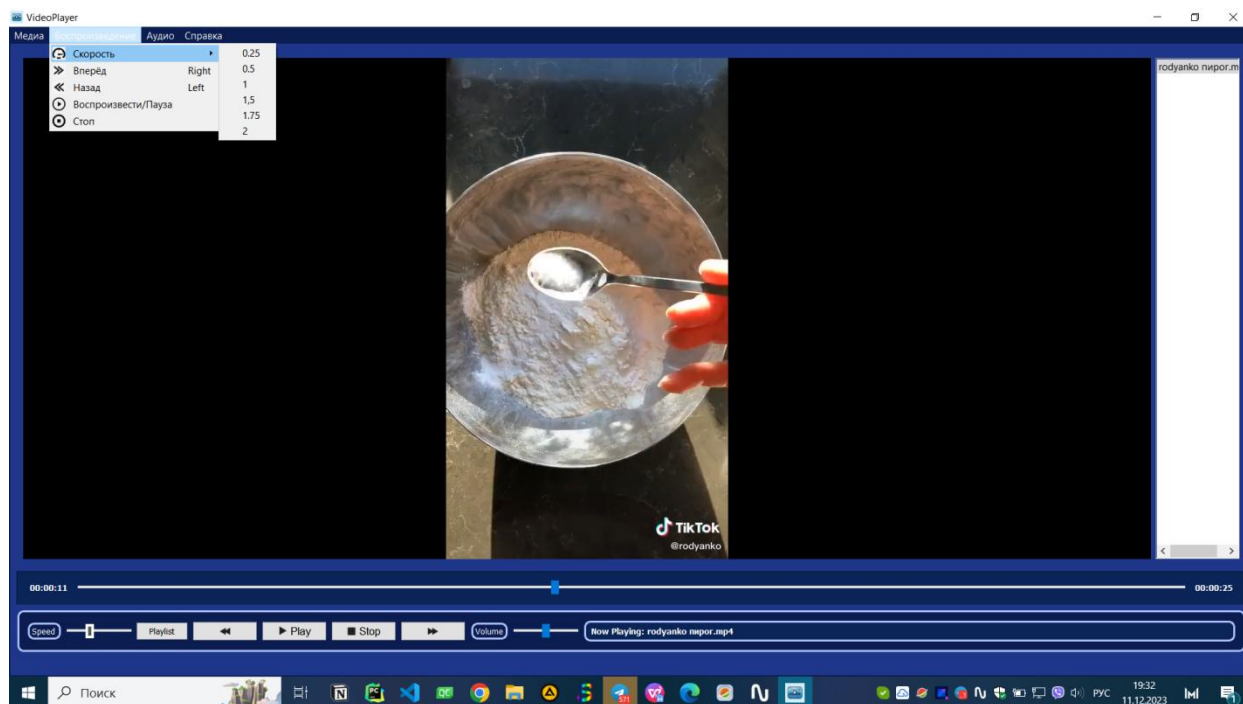 VideoPlayer
Медиа Воспроизведение Аудио Справка
Скорость
Вперёд Right
Назад Left
Воспроизвести/Пауза
Стоп
0.25
0.5
1
1,5
1.75
2
rodyanko пирог.m
TikTok
@rodyanko
00:00:11 00:00:25
Speed Playlist Play Stop Volume Now Playing: rodyanko пирог.mp4
Поиск
571
РУС
19:32
11.12.2023